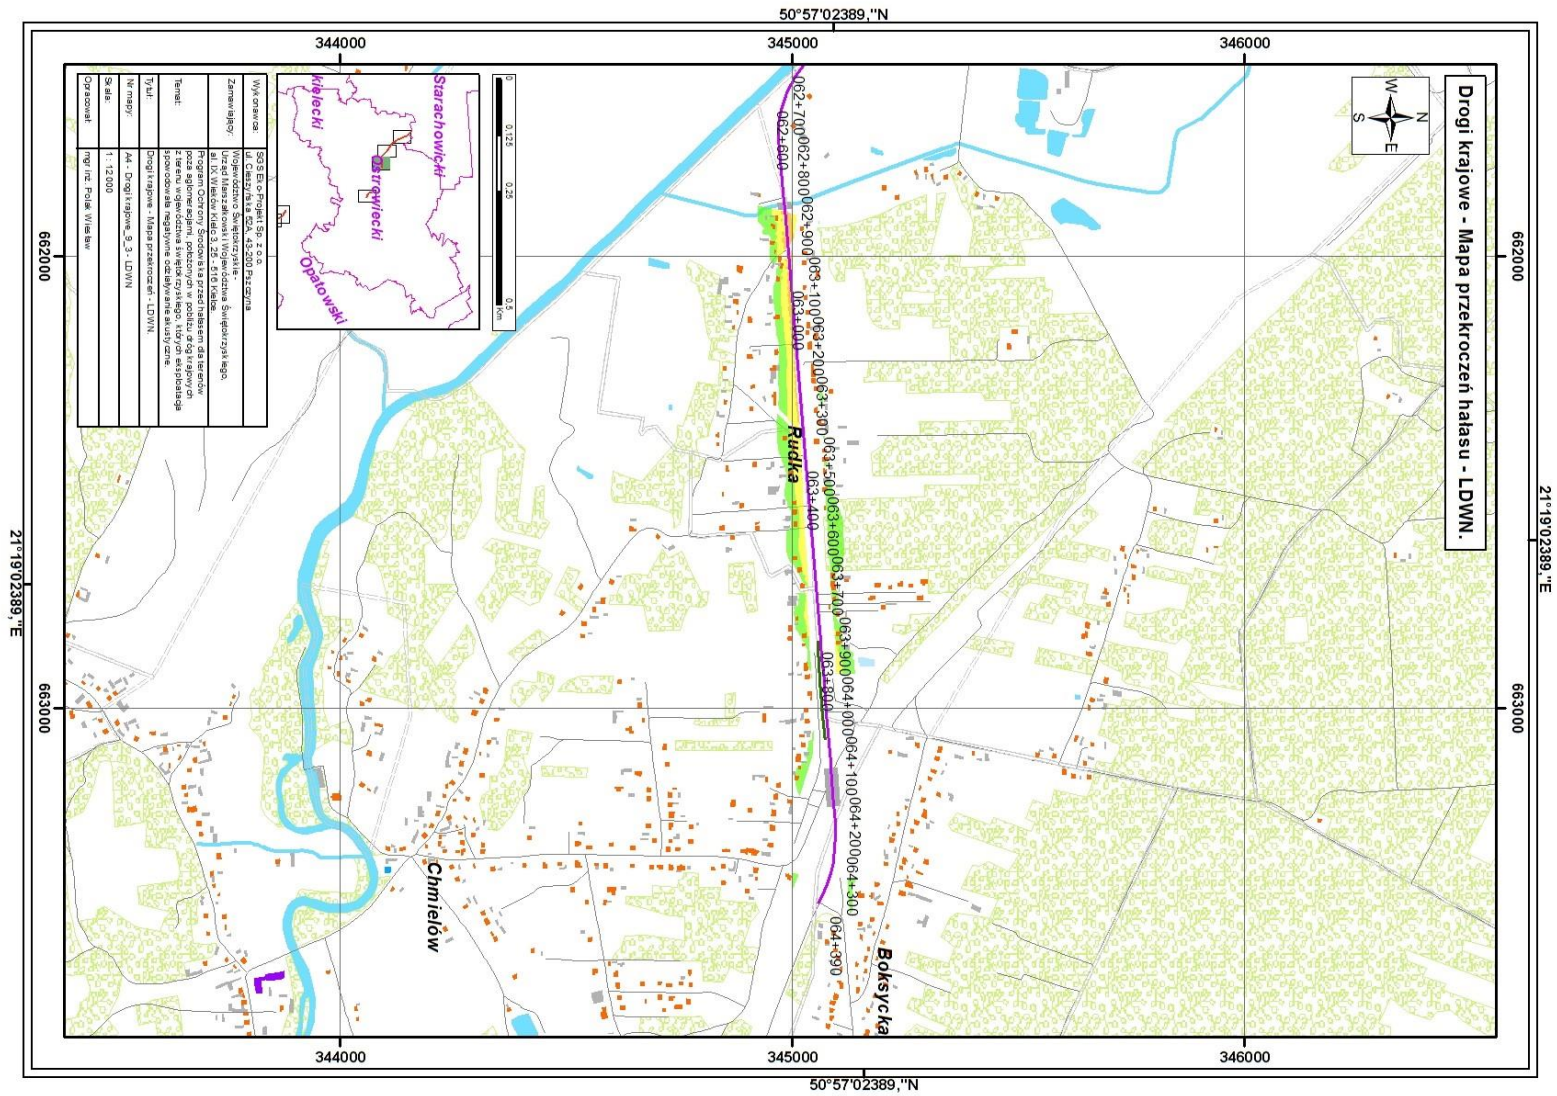 Drogi krajowe - Mapa przekroczeń hałasu - LDWN.
N
W
E
S
50°57'02389,"N
344000
345000
346000
662000
663000
662000
663000
21°19'02389,"E
21°19'02389,"E
344000
345000
346000
50°57'02389,"N
062+700
062+600
062+800
062+900
063+100
063+000
063+200
063+300
063+500
063+400
063+600
063+700
063+900
063+800
064+000
064+100
064+200
064+300
064+390
Rudka
Chmielów
Boksycka
0 0,125 0,25 0,5
Km
Starachowicki
kielecki
Ostrowiecki
Opatowski
Wykonawca: SGS Eko-Projekt Sp. z o.o.
ul. Cieszyńska 52A, 43-200 Pszczyna
Zamawiający: Województwo Świętokrzyskie -
Urząd Marszałkowski Województwa Świętokrzyskiego,
al. IX Wieków Kielc 3, 25 - 516 Kielce.
Temat: Program Ochrony Środowiska przed hałasem dla terenów
poza aglomeracjami, położonych w pobliżu dróg krajowych
z terenu województwa świętokrzyskiego, których eksploatacja
spowodowała negatywne oddziaływanie akustyczne.
Tytuł: Drogi krajowe - Mapa przekroczeń - LDWN.
Nr mapy: A4 - Drogi krajowe_9_3 - LDWN
Skala: 1 : 12 000
Opracował: mgr inż. Polak Wiesław